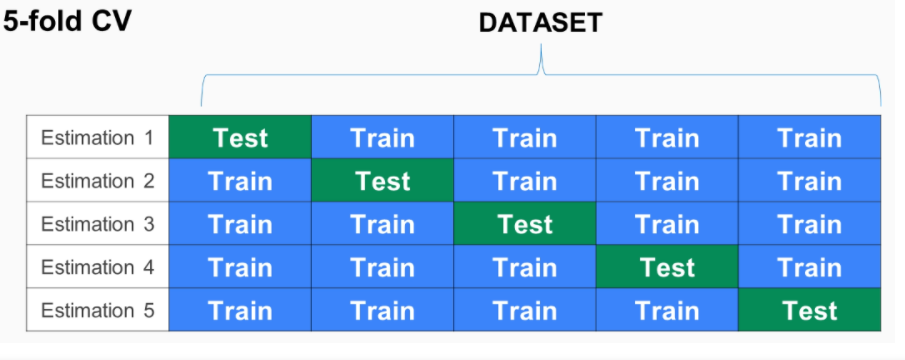 5-fold CV
DATASET
Estimation 1 Test Train Train Train Train
Estimation 2 Train Test Train Train Train
Estimation 3 Train Train Test Train Train
Estimation 4 Train Train Train Test Train
Estimation 5 Train Train Train Train Test